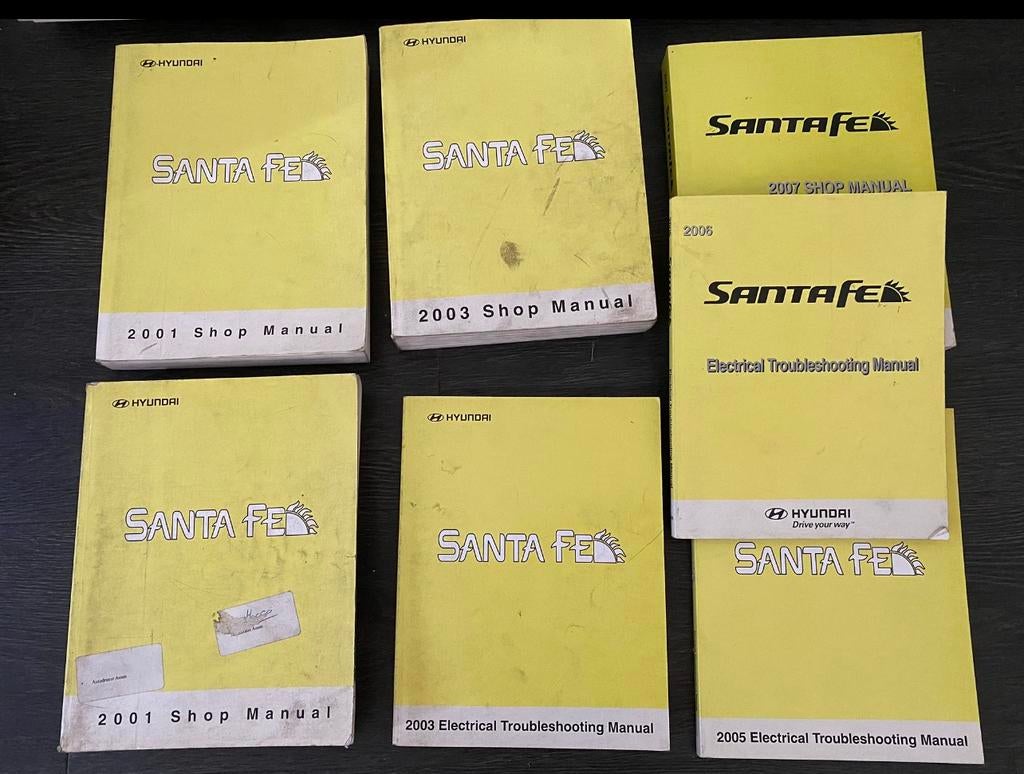 HYUNDAI
SANTA FE
2001 Shop Manual
HYUNDAI
SANTA FE
2003 Shop Manual
SANTA FE
2007 SHOP MANUAL
2006
SANTA FE
Electrical Troubleshooting Manual
HYUNDAI
Drive your way™
HYUNDAI
SANTA FE
2001 Shop Manual
HYUNDAI
SANTA FE
2003 Electrical Troubleshooting Manual
SANTA FE
2005 Electrical Troubleshooting Manual